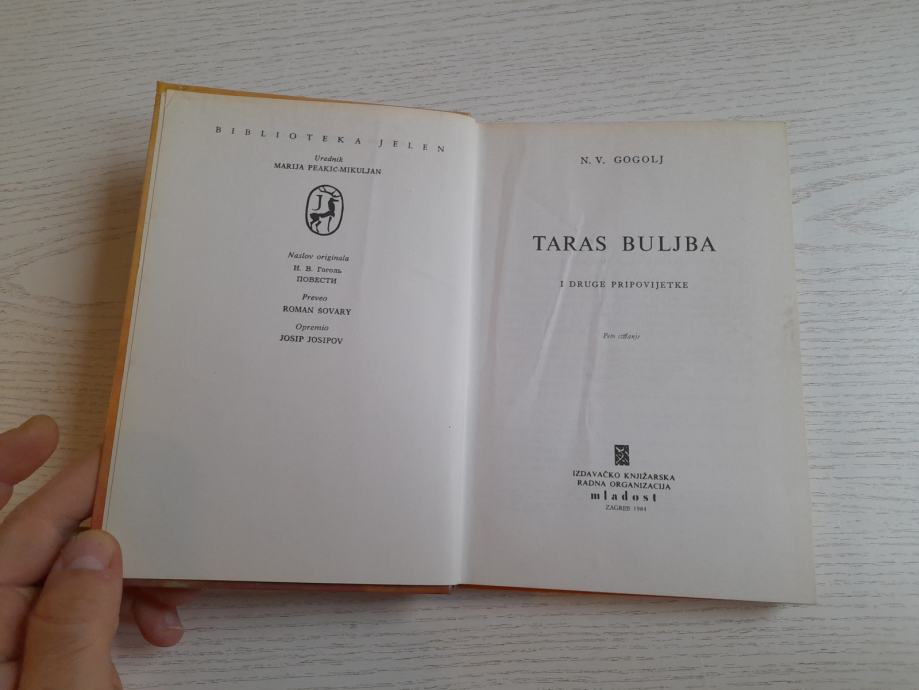 BIBLIOTEKA JELEN
Urednik
MARIJA PEAKIĆ-MIKULJAN
J
Naslov originala
Н. В. Гоголь
ПОВЕСТИ
Preveo
ROMAN SOVARY
Opremio
JOSIP JOSIPOV
N. V. GOGOLJ
TARAS BULJBA
I DRUGE PRIPOVIJETKE
Peto izdanje
IZDAVAČKO KNJIŽARSKA
RADNA ORGANIZACIJA
mladost
ZAGREB 1984